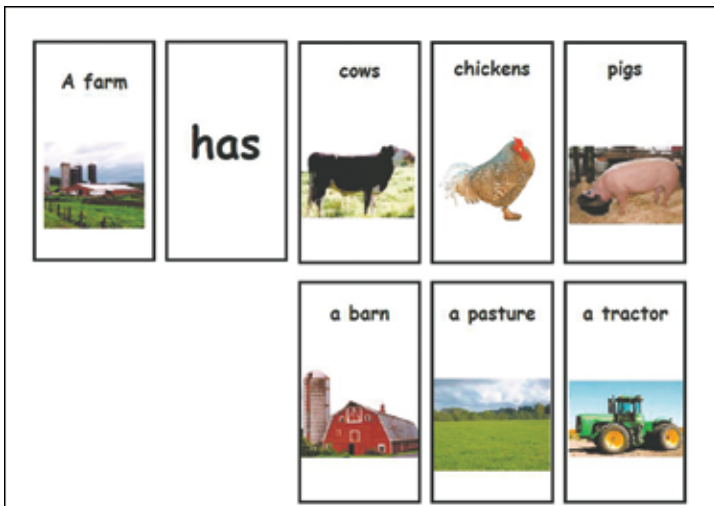 A farm
has
cows
chickens
pigs
a barn
a pasture
a tractor